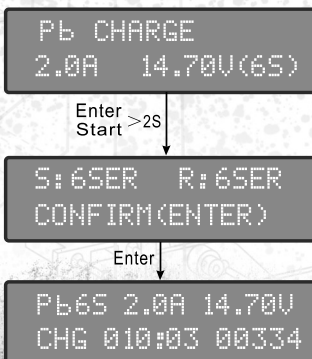 Pb CHARGE
2.0A 14.70V(6S)
Enter
Start >2S
S:6SER R:6SER
CONFIRM(ENTER)
Enter
Pb6S 2.0A 14.70V
CHG 010:03 00334